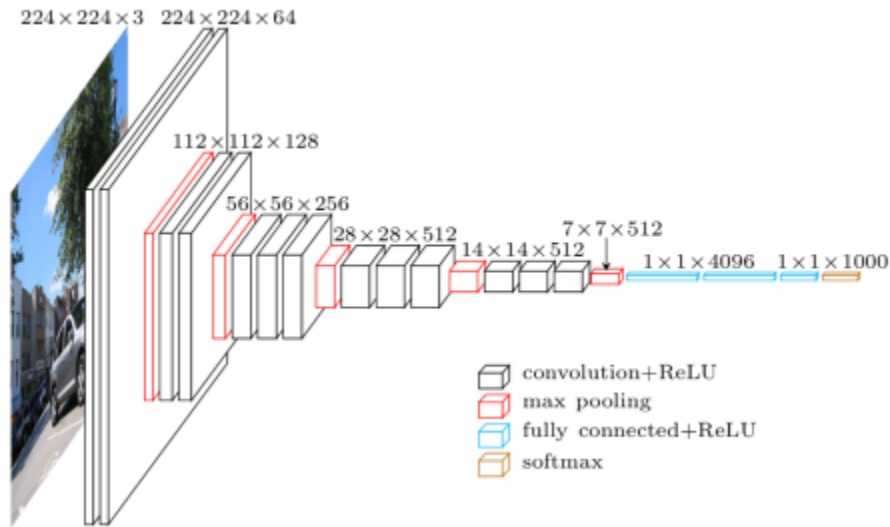 224×224×3
224×224×64
112×112×128
56×56×256
28×28×512
14×14×512
7×7×512
1×1×4096
1×1×1000
convolution+ReLU
max pooling
fully connected+ReLU
softmax